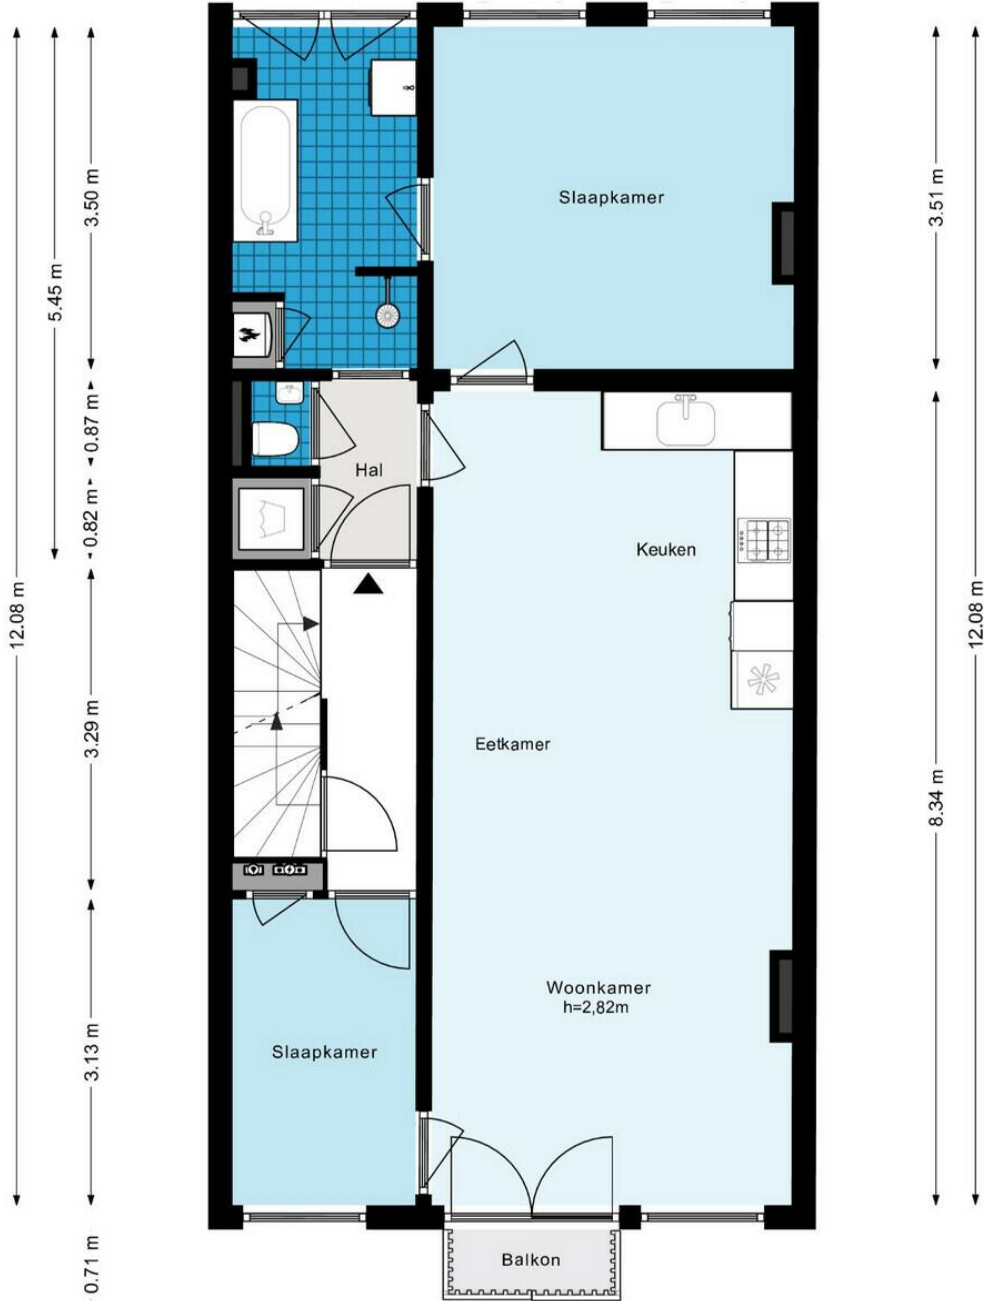 Slaapkamer
Hal
Keuken
Eetkamer
Woonkamer
h=2,82m
Slaapkamer
Balkon
12.08 m
5.45 m
3.50 m
0.87 m
0.82 m
3.29 m
3.13 m
0.71 m
3.51 m
8.34 m
12.08 m